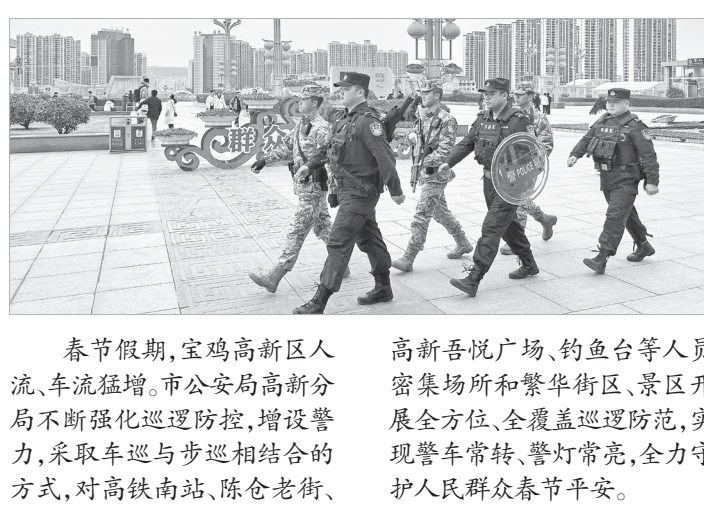 群众
警察 POLICE
春节假期,宝鸡高新区人
流、车流猛增。市公安局高新分
局不断强化巡逻防控,增设警
力,采取车巡与步巡相结合的
方式,对高铁南站、陈仓老街、
高新吾悦广场、钓鱼台等人员
密集场所和繁华街区、景区开
展全方位、全覆盖巡逻防范,实
现警车常转、警灯常亮,全力守
护人民群众春节平安。